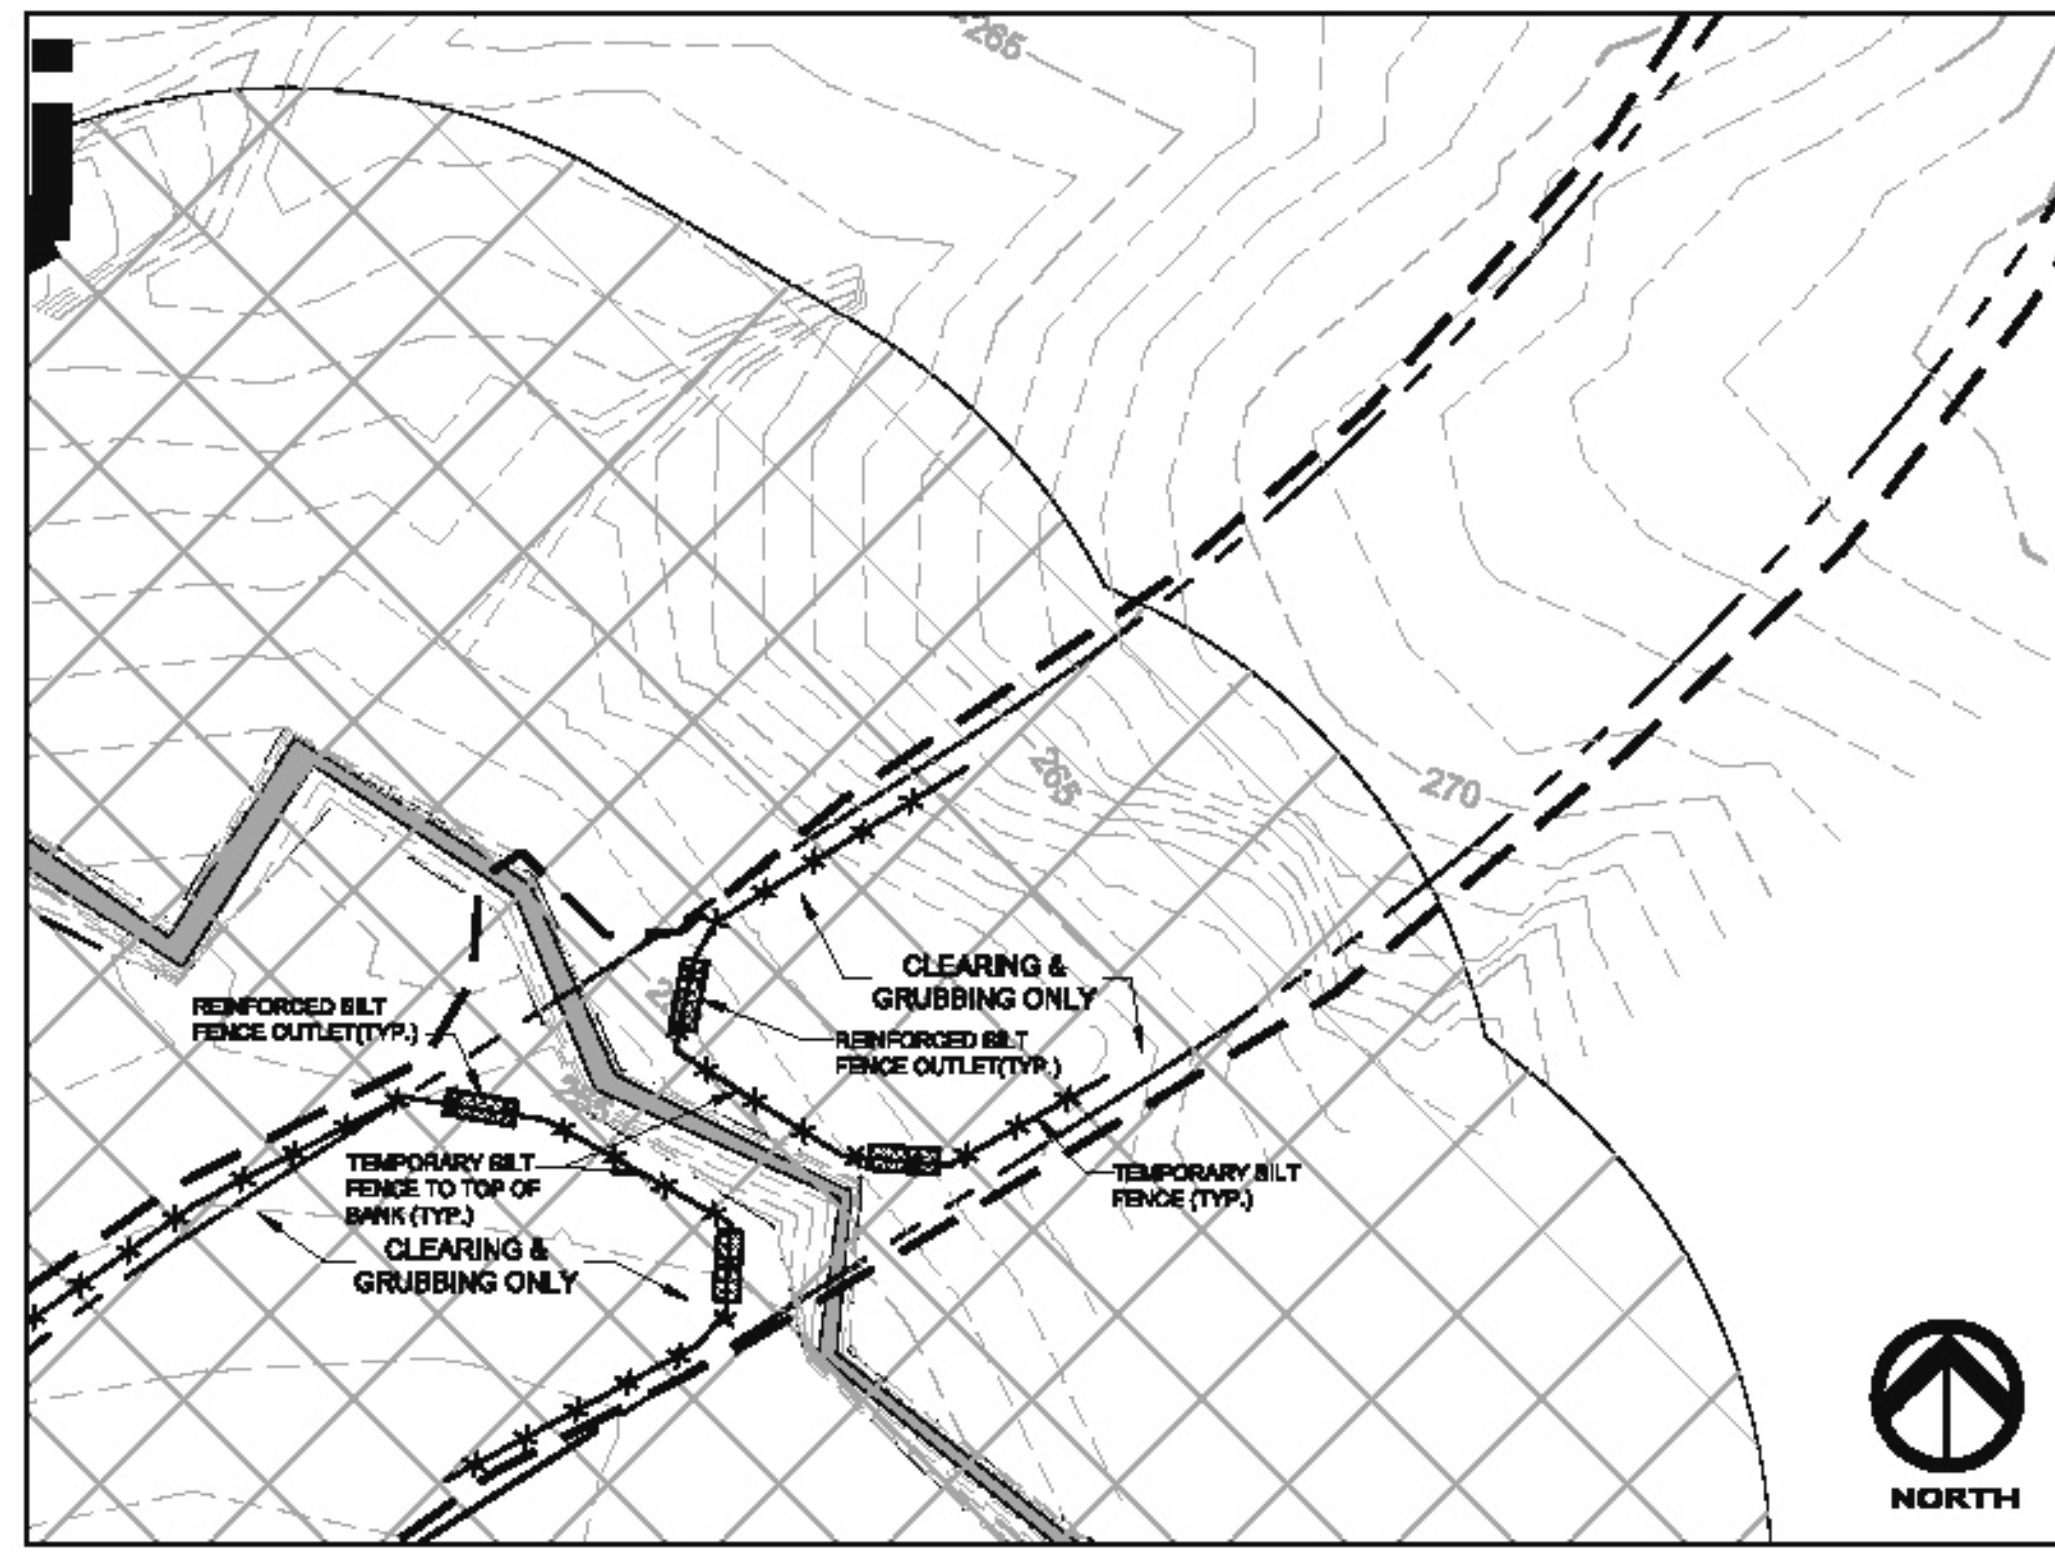 265
265
270
CLEARING &
GRUBBING ONLY
REINFORCED SILT
FENCE OUTLET(TYP.)
REINFORCED SILT
FENCE OUTLET(TYP.)
TEMPORARY SILT
FENCE TO TOP OF
BANK (TYP.)
TEMPORARY SILT
FENCE (TYP.)
CLEARING &
GRUBBING ONLY
NORTH